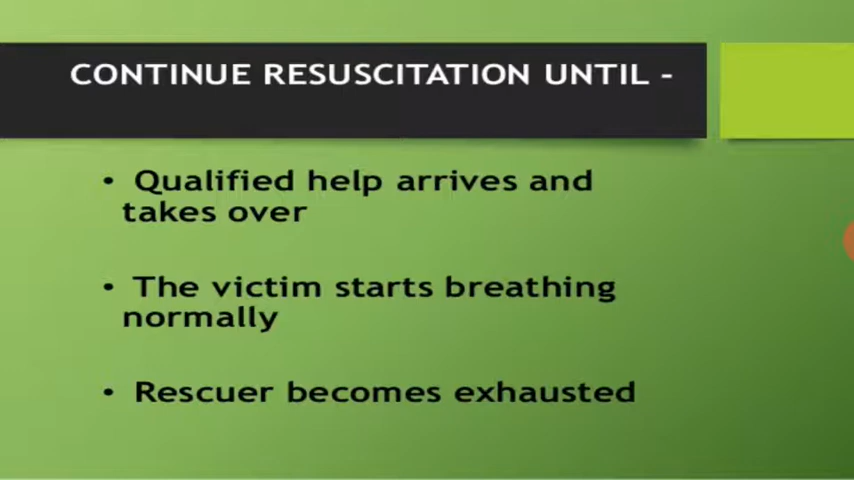 CONTINUE RESUSCITATION UNTIL -
• Qualified help arrives and
takes over
• The victim starts breathing
normally
• Rescuer becomes exhausted